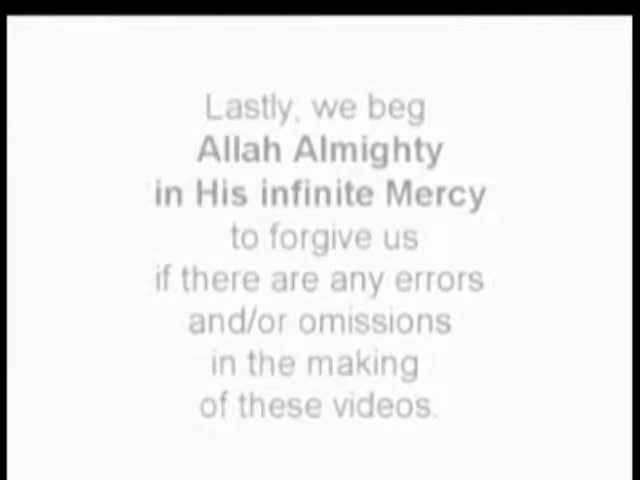 Lastly, we beg
Allah Almighty
in His infinite Mercy
to forgive us
if there are any errors
and/or omissions
in the making
of these videos.